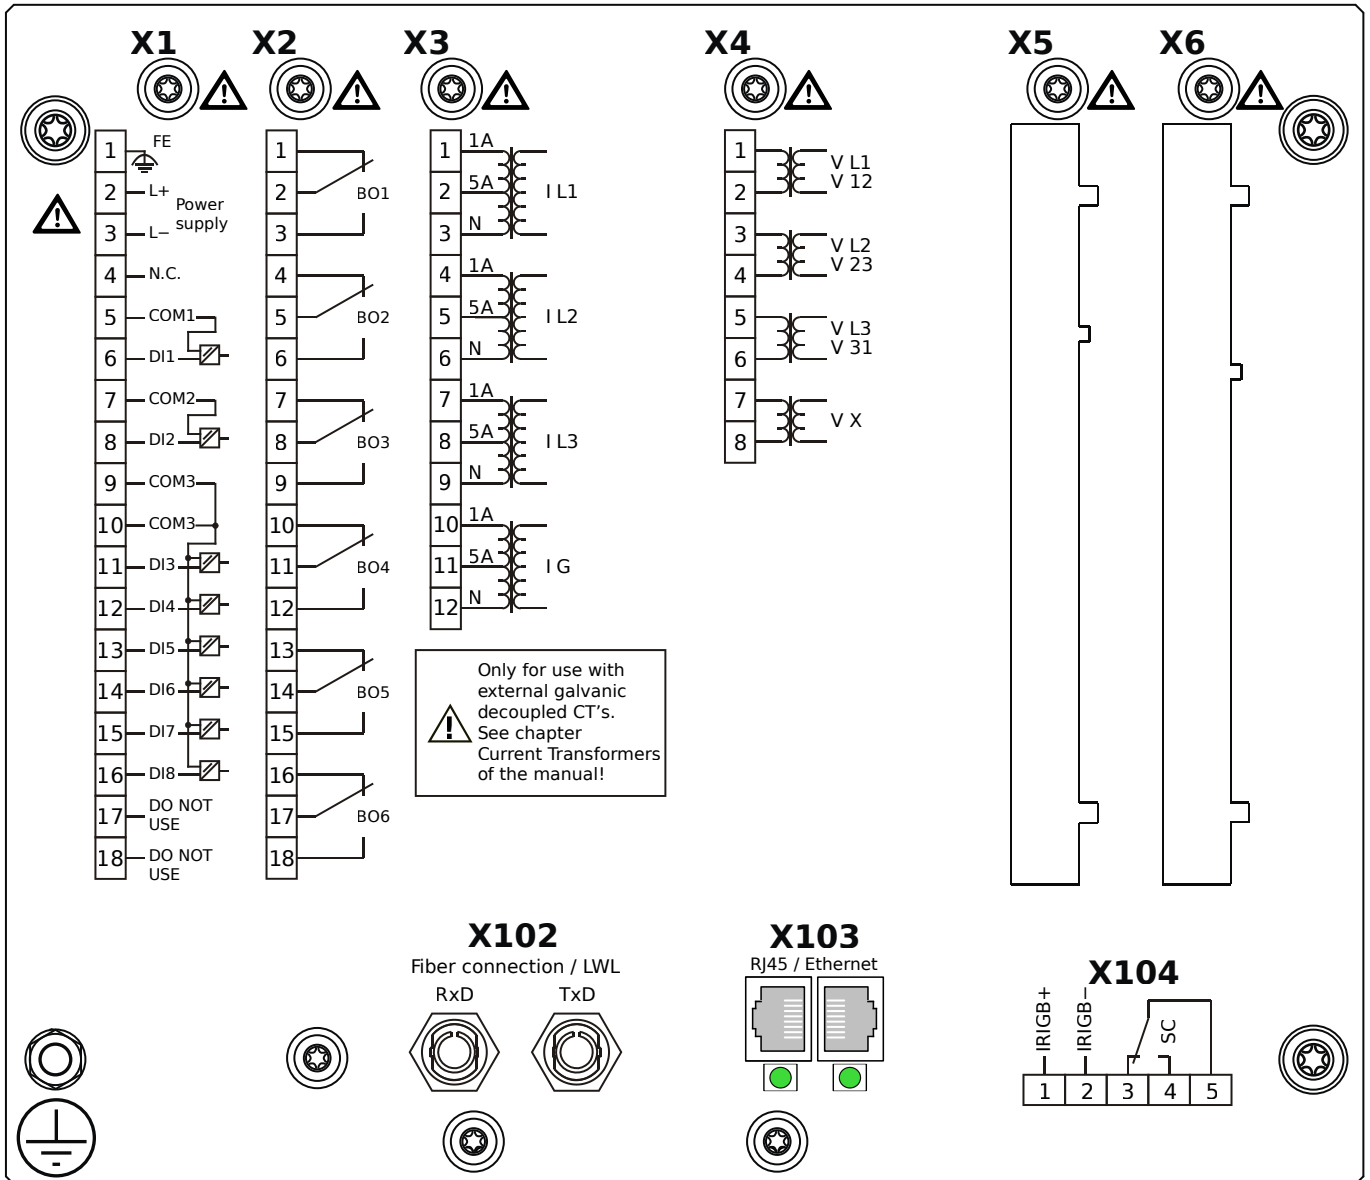 X1
X2
X3
X4
X5
X6
1 FE
2 L+
Power
supply
3 L−
4 N.C.
5 COM1
6 DI1
7 COM2
8 DI2
9 COM3
10 COM3
11 DI3
12 DI4
13 DI5
14 DI6
15 DI7
16 DI8
17 DO NOT
USE
18 DO NOT
USE
1
2 BO1
3
4
5 BO2
6
7
8 BO3
9
10
11 BO4
12
13
14 BO5
15
16
17 BO6
18
1 1A
2 5A I L1
3 N
4 1A
5 5A I L2
6 N
7 1A
8 5A I L3
9 N
10 1A
11 5A I G
12 N
!
Only for use with
external galvanic
decoupled CT's.
See chapter
Current Transformers
of the manual!
1 V L1
2 V 12
3 V L2
4 V 23
5 V L3
6 V 31
7 V X
8
X102
Fiber connection / LWL
RxD
TxD
X103
RJ45 / Ethernet
X104
IRIGB+
IRIGB−
SC
1 2 3 4 5